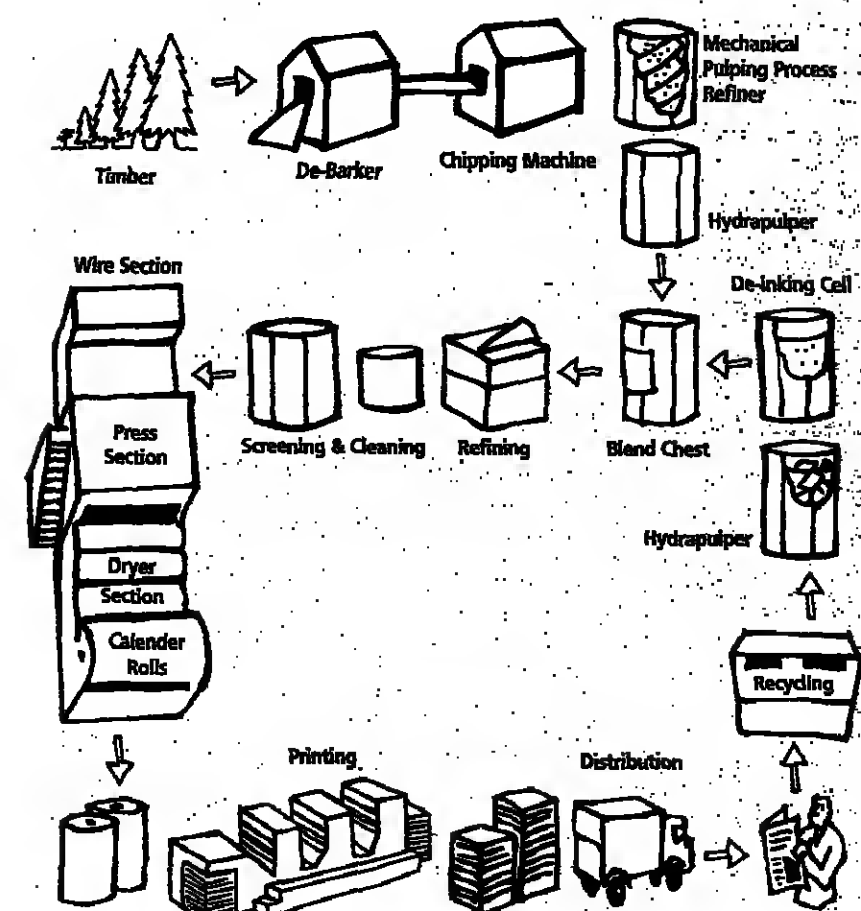 Mechanical
Pulping Process
Refiner
Timber
De-Barker
Chipping Machine
Hydrapulper
Wire Section
De-inking Cell
Press
Section
Screening & Cleaning
Refining
Blend Chest
Hydrapulper
Dryer
Section
Calender
Rolls
Recycling
Printing
Distribution